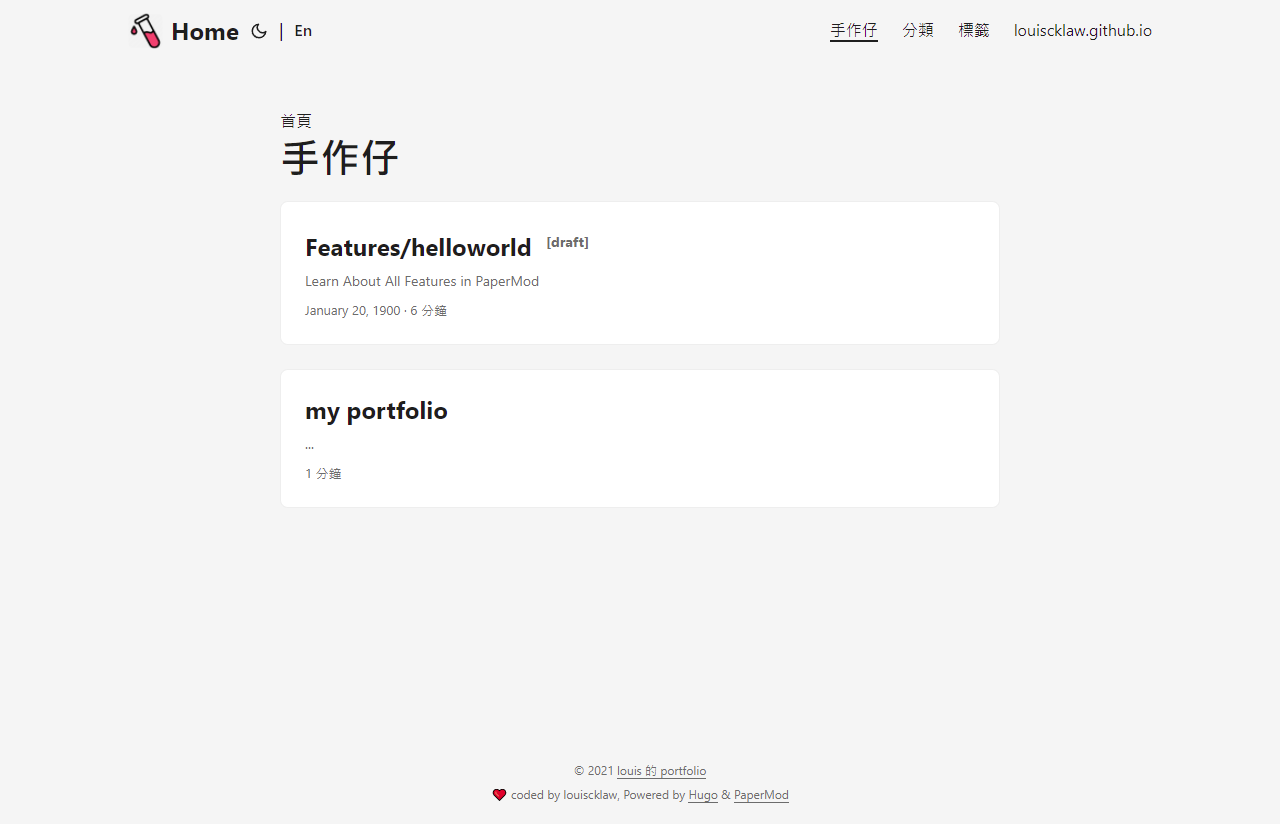 Home | En 手作仔 分類 標籤 louiscklaw.github.io
首頁
手作仔
Features/helloworld [draft]
Learn About All Features in PaperMod
January 20, 1900 · 6 分鐘
my portfolio
...
1 分鐘
© 2021 louis 的 portfolio
coded by louiscklaw, Powered by Hugo & PaperMod